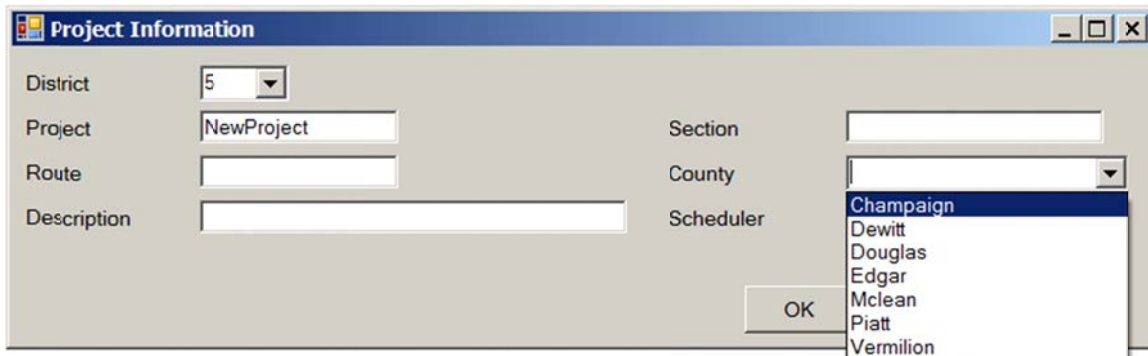 Project Information
District 5
Project NewProject Section
Route County
Description Scheduler
Champaign
Dewitt
Douglas
Edgar
Mclean
Piatt
Vermilion
OK